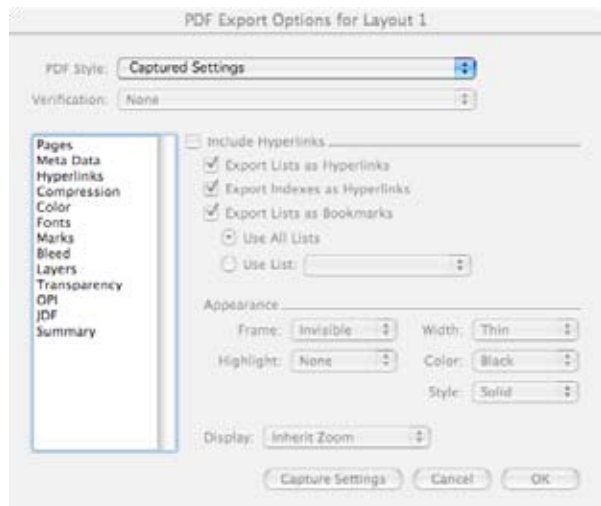 PDF Export Options for Layout 1
PDF Style: Captured Settings
Verification: None
Pages
Meta Data
Hyperlinks
Compression
Color
Fonts
Marks
Bleed
Layers
Transparency
OPI
JDF
Summary
Include Hyperlinks
Export Lists as Hyperlinks
Export Indexes as Hyperlinks
Export Lists as Bookmarks
Use All Lists
Use List:
Appearance
Frame: Invisible Width: Thin
Highlight: None Color: Black
Style: Solid
Display: Inherit Zoom
Capture Settings Cancel OK